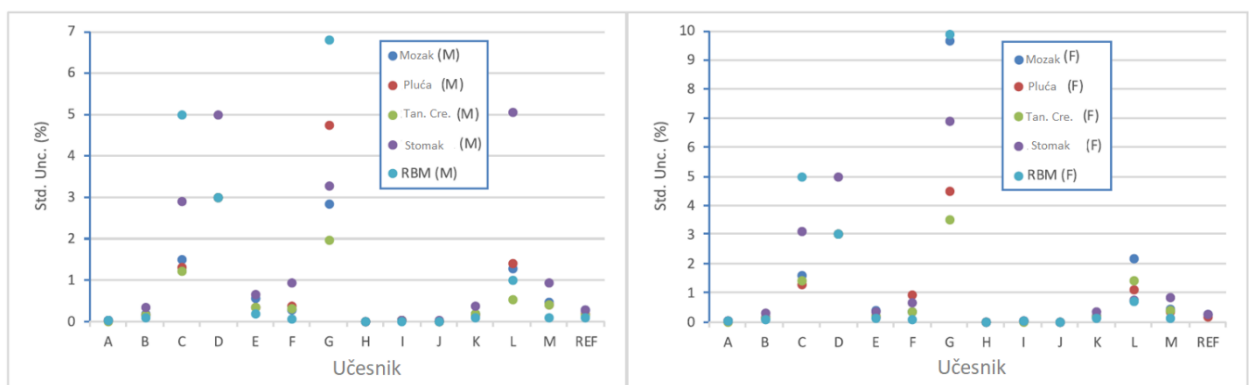 7
6
5
4
3
2
1
0
Std. Unc. (%)
Mozak (M)
Pluća (M)
Tan. Cre. (M)
Stomak (M)
RBM (M)
A B C D E F G H I J K L M REF
Učesnik
10
9
8
7
6
5
4
3
2
1
0
Std. Unc. (%)
Mozak (F)
Pluća (F)
Tan. Cre. (F)
Stomak (F)
RBM (F)
A B C D E F G H I J K L M REF
Učesnik